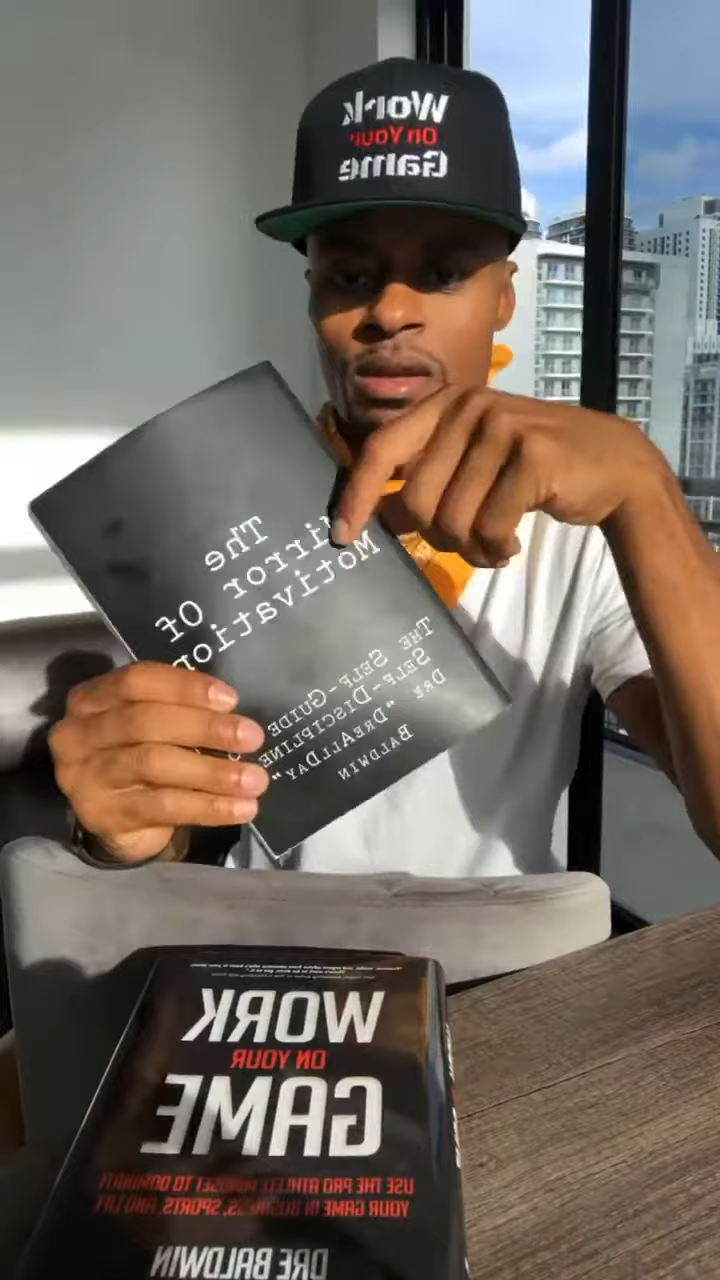 Work
On Your
Game
The
Mirror Of
Motivation
The Self-Guide
Self-Discipline
Dre "DreAllDay"
Baldwin
WORK
ON YOUR
GAME
USE THE PRO ATHLETE MINDSET TO DOMINATE
YOUR GAME IN BUSINESS, SPORTS, AND LIFE
DRE BALDWIN